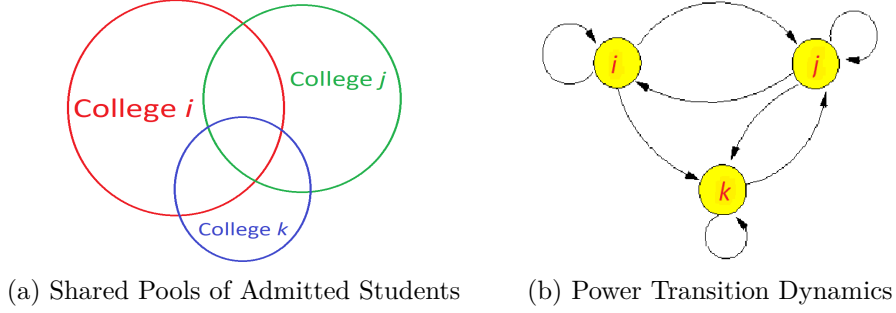 College i
College j
College k
i
j
k
(a) Shared Pools of Admitted Students
(b) Power Transition Dynamics